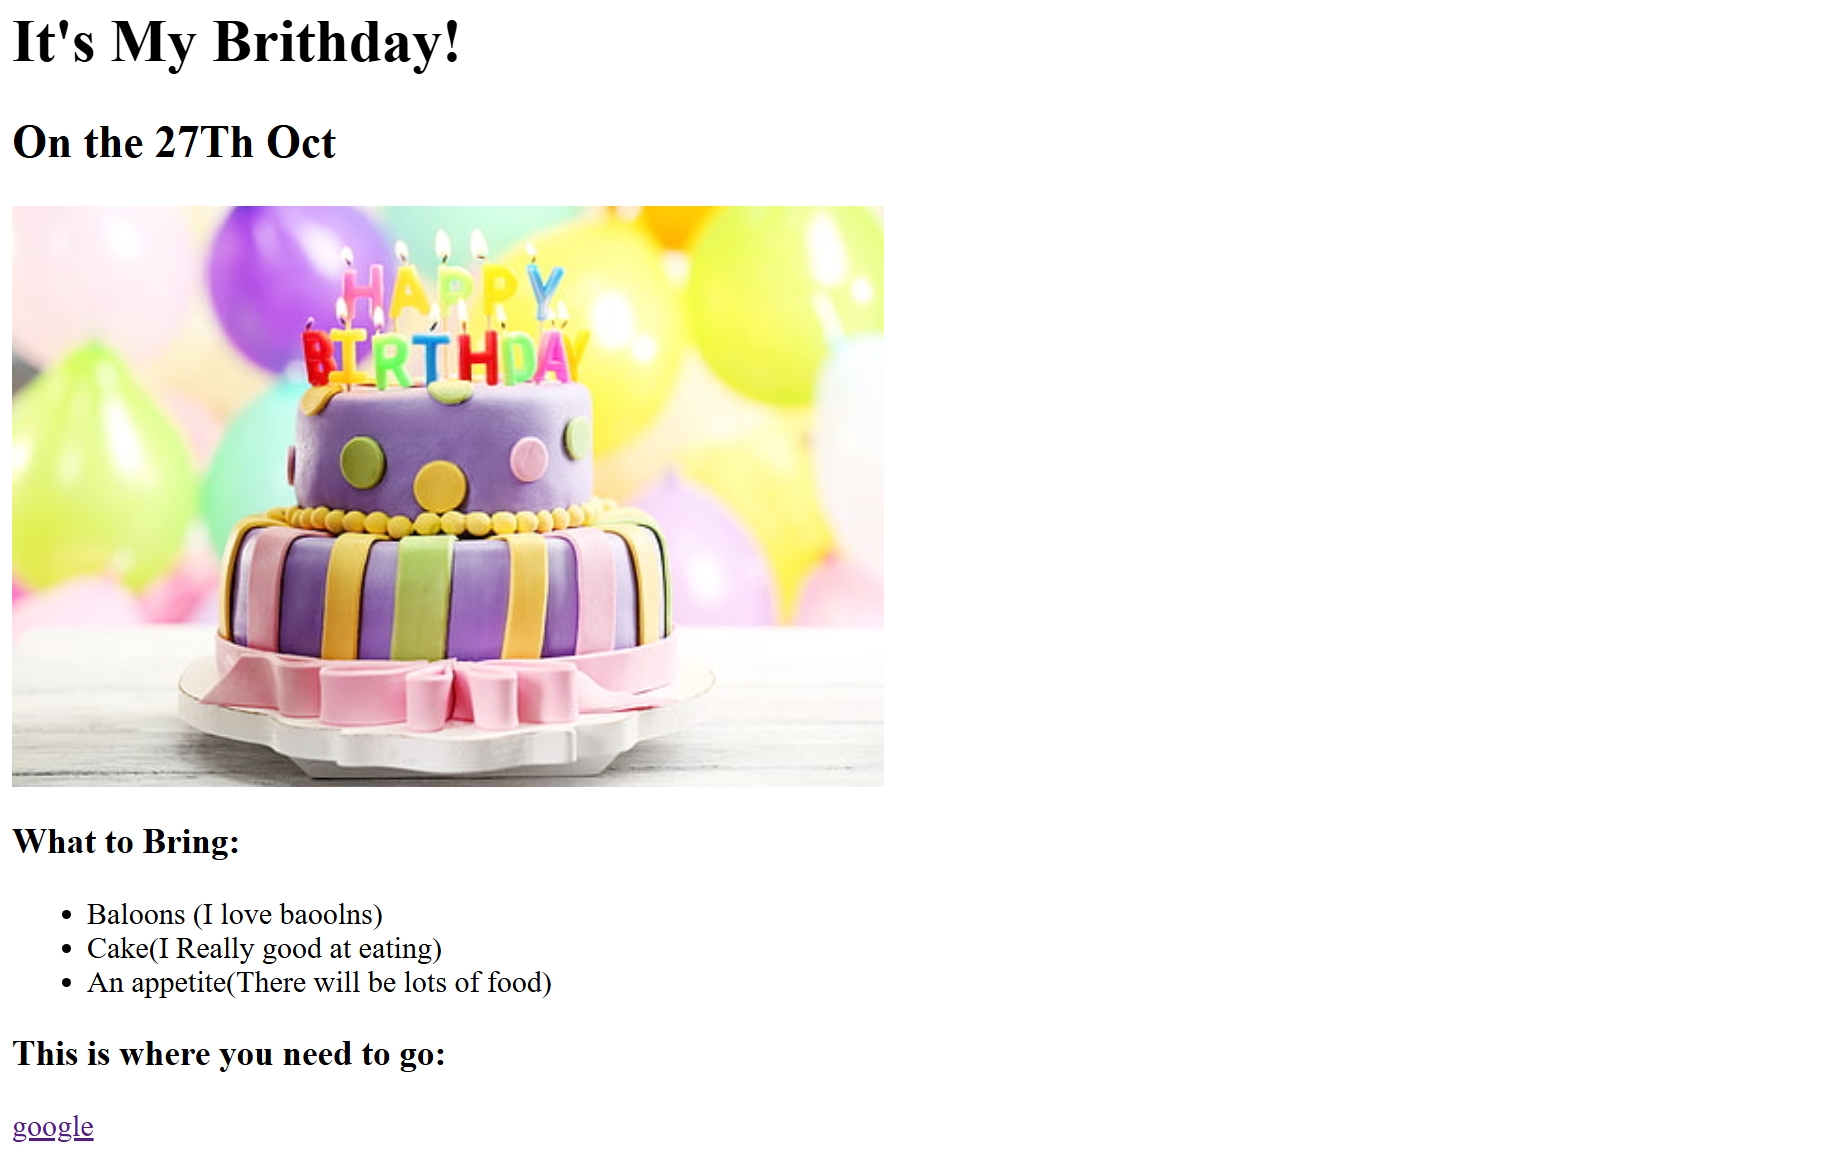 It's My Brithday!
On the 27Th Oct
HAPPY
BIRTHDAY
What to Bring:
Baloons (I love baoolns)
Cake(I Really good at eating)
An appetite(There will be lots of food)
This is where you need to go:
google